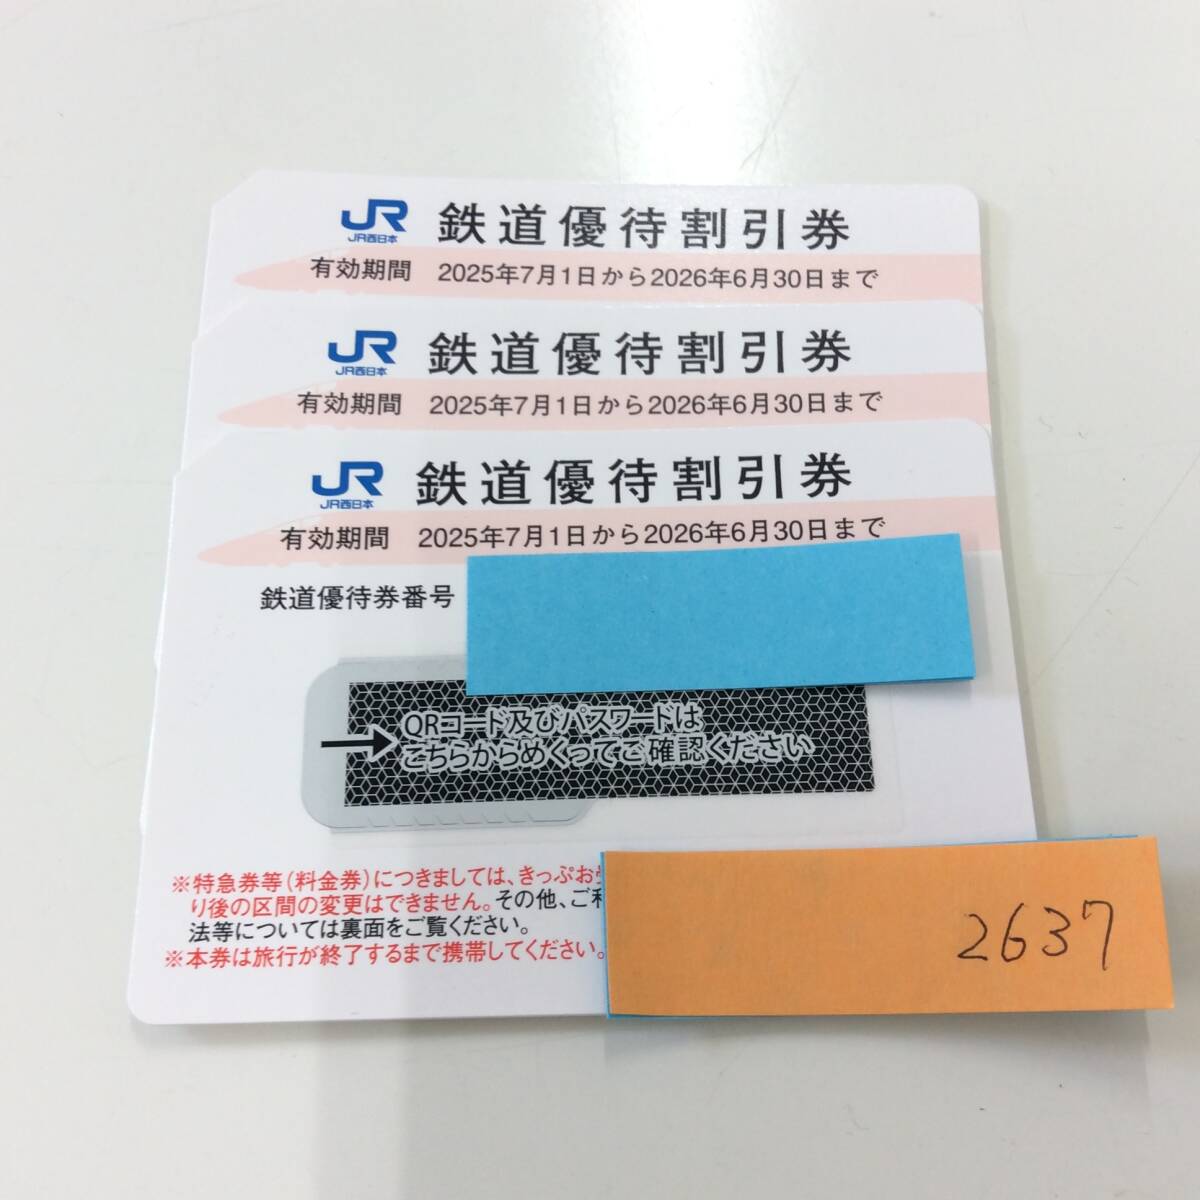 JR 鉄道優待割引券
JR西日本
有効期間 2025年7月1日から2026年6月30日まで
JR 鉄道優待割引券
JR西日本
有効期間 2025年7月1日から2026年6月30日まで
JR 鉄道優待割引券
JR西日本
有効期間 2025年7月1日から2026年6月30日まで
鉄道優待券番号
QRコード及びパスワードは
こちらからめくってご確認ください
※特急券等(料金券)につきましては、きっぷお
り後の区間の変更はできません。その他、ご利
法等については裏面をご覧ください。
※本券は旅行が終了するまで携帯してください。
2637